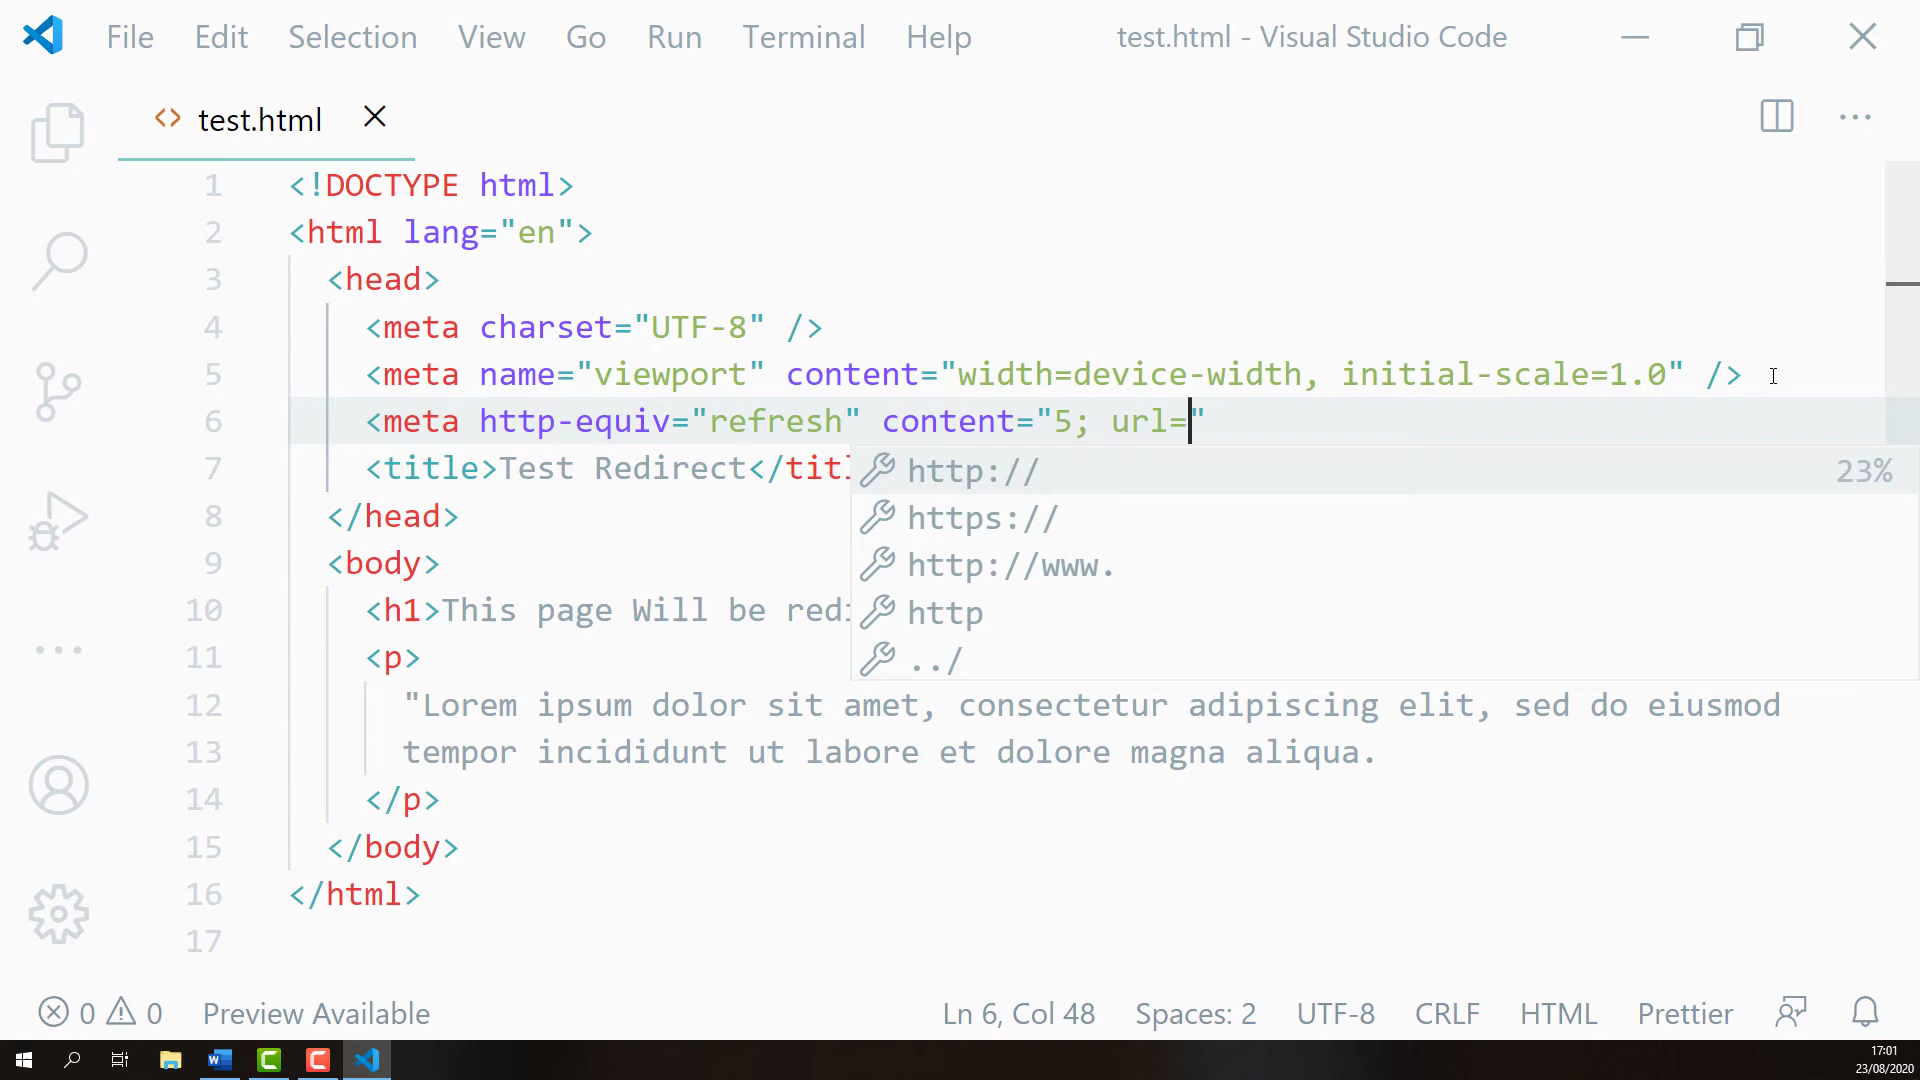 File Edit Selection View Go Run Terminal Help test.html - Visual Studio Code
test.html
1 <!DOCTYPE html>
2 <html lang="en">
3 <head>
4 <meta charset="UTF-8" />
5 <meta name="viewport" content="width=device-width, initial-scale=1.0" />
6 <meta http-equiv="refresh" content="5; url="
7 <title>Test Redirect</titl
http:// 23%
8 </head>
https://
9 <body>
http://www.
10 <h1>This page Will be redi
http
11 <p>
../
12 "Lorem ipsum dolor sit amet, consectetur adipiscing elit, sed do eiusmod
13 tempor incididunt ut labore et dolore magna aliqua.
14 </p>
15 </body>
16 </html>
17
0 0 Preview Available Ln 6, Col 48 Spaces: 2 UTF-8 CRLF HTML Prettier
17:01
23/08/2020